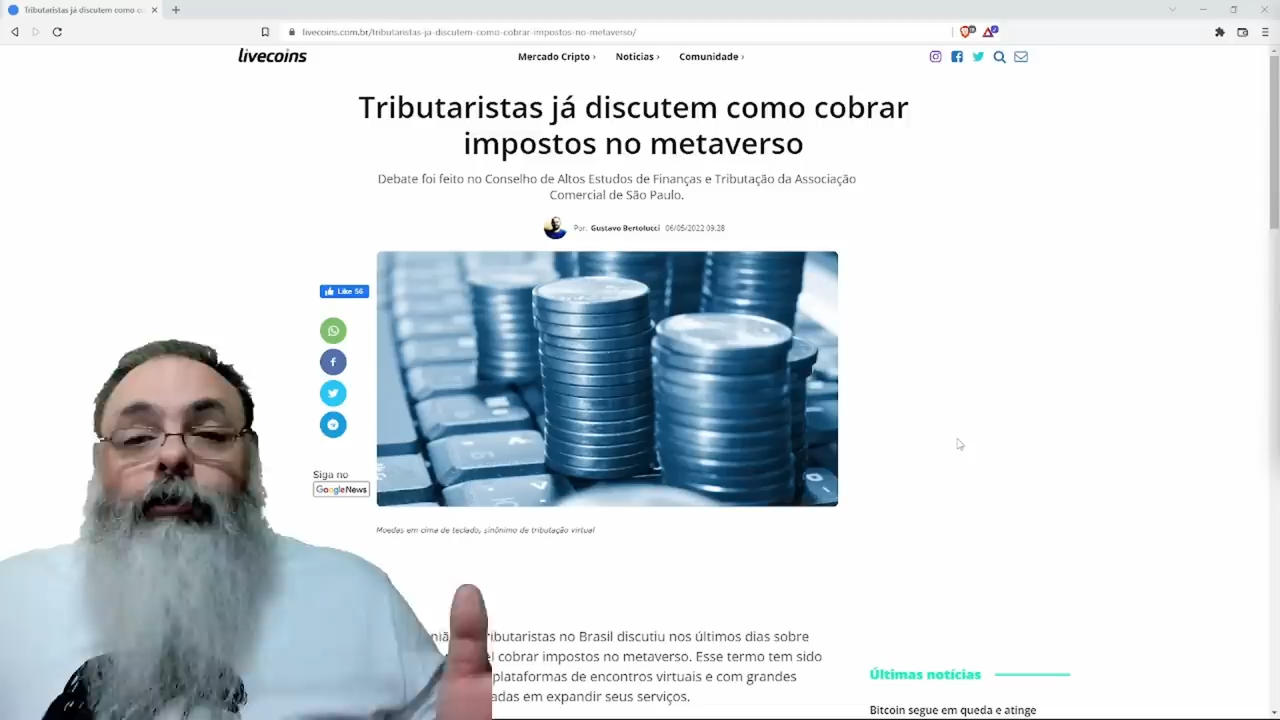 Tributaristas já discutem como co
livecoins.com.br/tributaristas-ja-discutem-como-cobrar-impostos-no-metaverso/
livecoins
Mercado Cripto ›
Notícias ›
Comunidade ›
Tributaristas já discutem como cobrar
impostos no metaverso
Debate foi feito no Conselho de Altos Estudos de Finanças e Tributação da Associação
Comercial de São Paulo.
Por: Gustavo Bertolucci 06/05/2022 09:28
Like 56
Siga no
Google News
Moedas em cima de teclado, sinônimo de tributação virtual
ributaristas no Brasil discutiu nos últimos dias sobre
el cobrar impostos no metaverso. Esse termo tem sido
plataformas de encontros virtuais e com grandes
adas em expandir seus serviços.
Últimas notícias
Bitcoin segue em queda e atinge